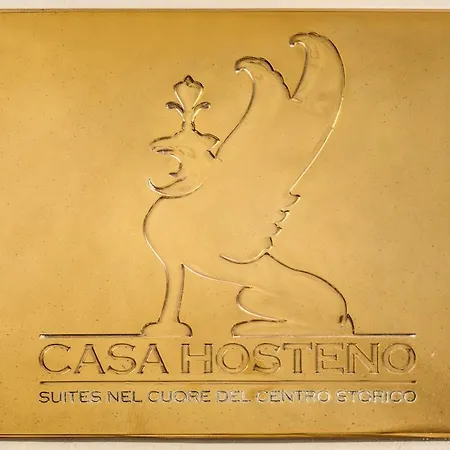 CASA HOSTENO
SUITES NEL CUORE DEL CENTRO STORICO